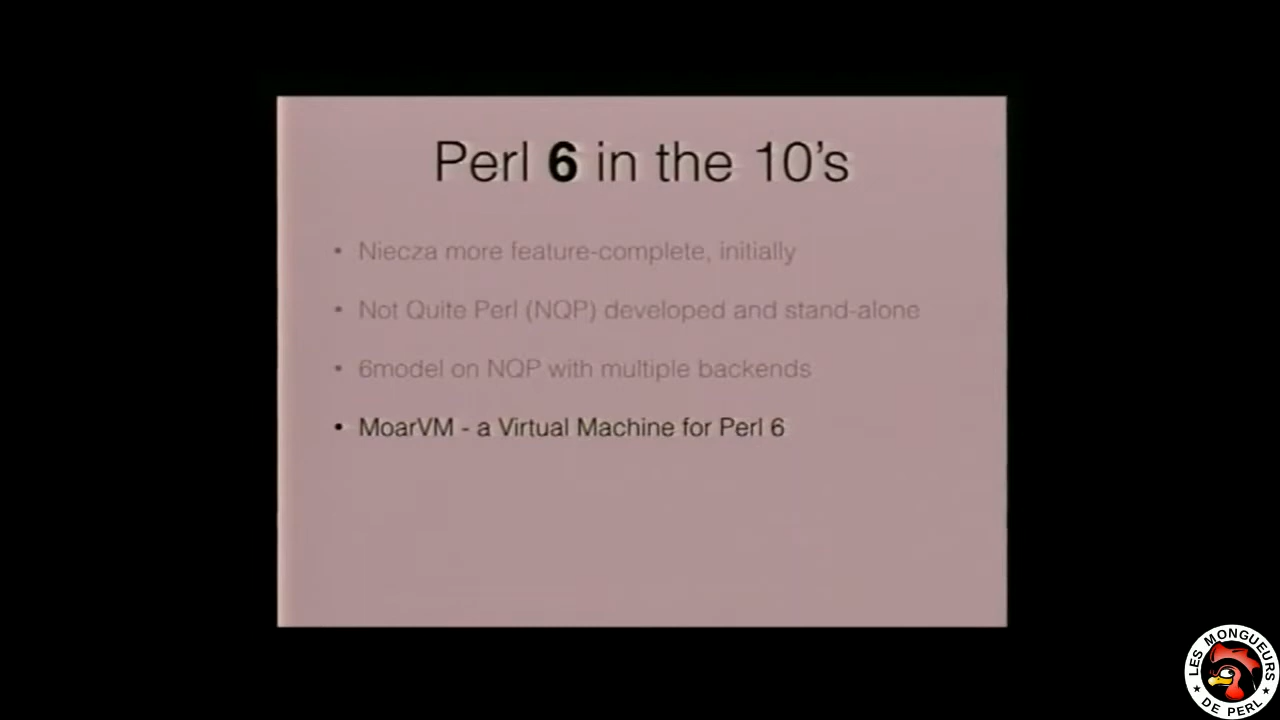 Perl 6 in the 10's
• Niecza more feature-complete, initially
• Not Quite Perl (NQP) developed and stand-alone
• 6model on NQP with multiple backends
• MoarVM - a Virtual Machine for Perl 6
LES MONGUEURS
★ DE PERL ★